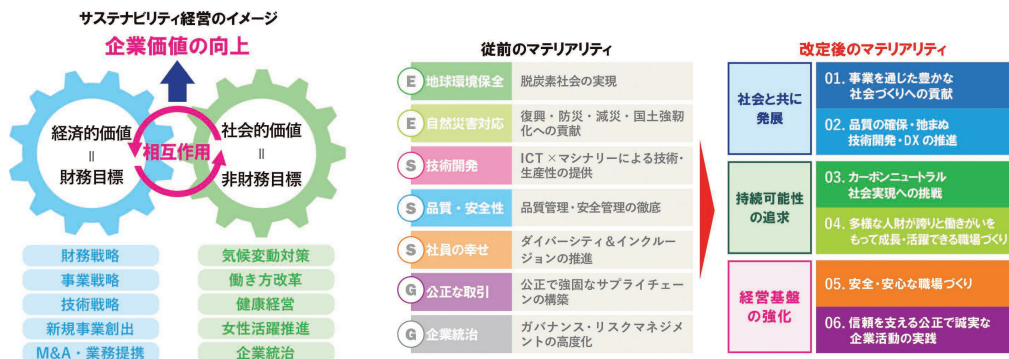 サステナビリティ経営のイメージ
企業価値の向上
経済的価値
=
財務目標
相互作用
社会的価値
=
非財務目標
財務戦略
事業戦略
技術戦略
新規事業創出
M&A・業務提携
気候変動対策
働き方改革
健康経営
女性活躍推進
企業統治
従前のマテリアリティ
E 地球環境保全 脱炭素社会の実現
E 自然災害対応 復興・防災・減災・国土強靭
化への貢献
S 技術開発 ICT×マシナリーによる技術・
生産性の提供
S 品質・安全性 品質管理・安全管理の徹底
S 社員の幸せ ダイバーシティ&インクルー
ジョンの推進
G 公正な取引 公正で強固なサプライチェー
ンの構築
G 企業統治 ガバナンス・リスクマネジメ
ントの高度化
改定後のマテリアリティ
社会と共に
発展
01. 事業を通じた豊かな
社会づくりへの貢献
02. 品質の確保・弛まぬ
技術開発・DXの推進
持続可能性
の追求
03. カーボンニュートラル
社会実現への挑戦
04. 多様な人財が誇りと働きがいを
もって成長・活躍できる職場づくり
経営基盤
の強化
05. 安全・安心な職場づくり
06. 信頼を支える公正で誠実な
企業活動の実践